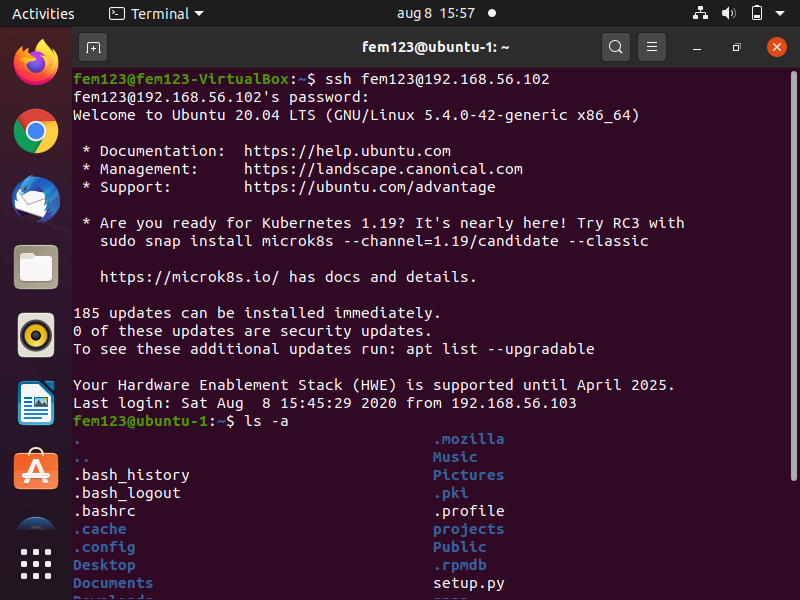 Activities Terminal aug 8 15:57
fem123@ubuntu-1: ~
fem123@fem123-VirtualBox:~$ ssh fem123@192.168.56.102
fem123@192.168.56.102's password:
Welcome to Ubuntu 20.04 LTS (GNU/Linux 5.4.0-42-generic x86_64)
* Documentation: https://help.ubuntu.com
* Management: https://landscape.canonical.com
* Support: https://ubuntu.com/advantage
* Are you ready for Kubernetes 1.19? It's nearly here! Try RC3 with
sudo snap install microk8s --channel=1.19/candidate --classic
https://microk8s.io/ has docs and details.
185 updates can be installed immediately.
0 of these updates are security updates.
To see these additional updates run: apt list --upgradable
Your Hardware Enablement Stack (HWE) is supported until April 2025.
Last login: Sat Aug  8 15:45:29 2020 from 192.168.56.103
fem123@ubuntu-1:~$ ls -a
. .mozilla
.. Music
.bash_history Pictures
.bash_logout .pki
.bashrc .profile
.cache projects
.config Public
Desktop .rpmdb
Documents setup.py